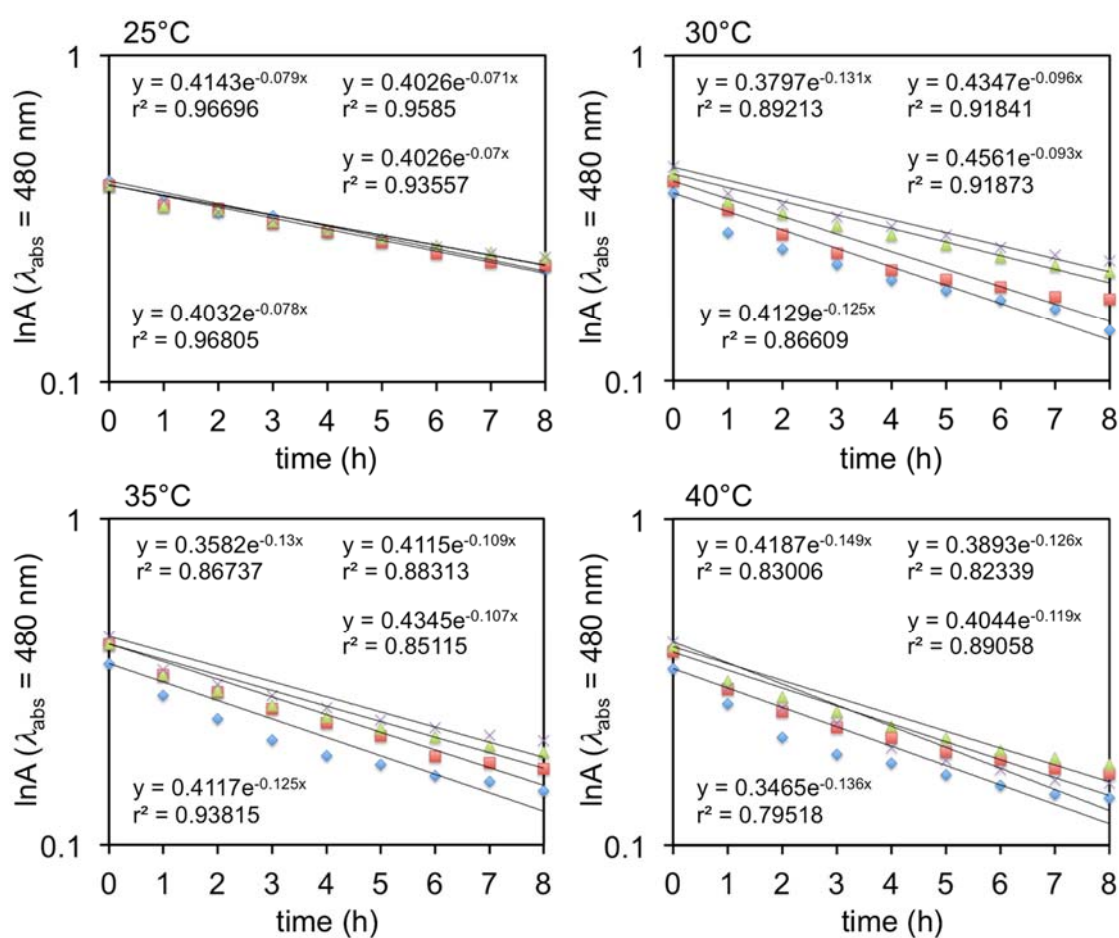 25°C
1
y = 0.4143e^-0.079x
r² = 0.96696
y = 0.4026e^-0.071x
r² = 0.9585
y = 0.4026e^-0.07x
r² = 0.93557
y = 0.4032e^-0.078x
r² = 0.96805
lnA (λabs = 480 nm)
0.1
0 1 2 3 4 5 6 7 8
time (h)
30°C
1
y = 0.3797e^-0.131x
r² = 0.89213
y = 0.4347e^-0.096x
r² = 0.91841
y = 0.4561e^-0.093x
r² = 0.91873
y = 0.4129e^-0.125x
r² = 0.86609
lnA (λabs = 480 nm)
0.1
0 1 2 3 4 5 6 7 8
time (h)
35°C
1
y = 0.3582e^-0.13x
r² = 0.86737
y = 0.4115e^-0.109x
r² = 0.88313
y = 0.4345e^-0.107x
r² = 0.85115
y = 0.4117e^-0.125x
r² = 0.93815
lnA (λabs = 480 nm)
0.1
0 1 2 3 4 5 6 7 8
time (h)
40°C
1
y = 0.4187e^-0.149x
r² = 0.83006
y = 0.3893e^-0.126x
r² = 0.82339
y = 0.4044e^-0.119x
r² = 0.89058
y = 0.3465e^-0.136x
r² = 0.79518
lnA (λabs = 480 nm)
0.1
0 1 2 3 4 5 6 7 8
time (h)